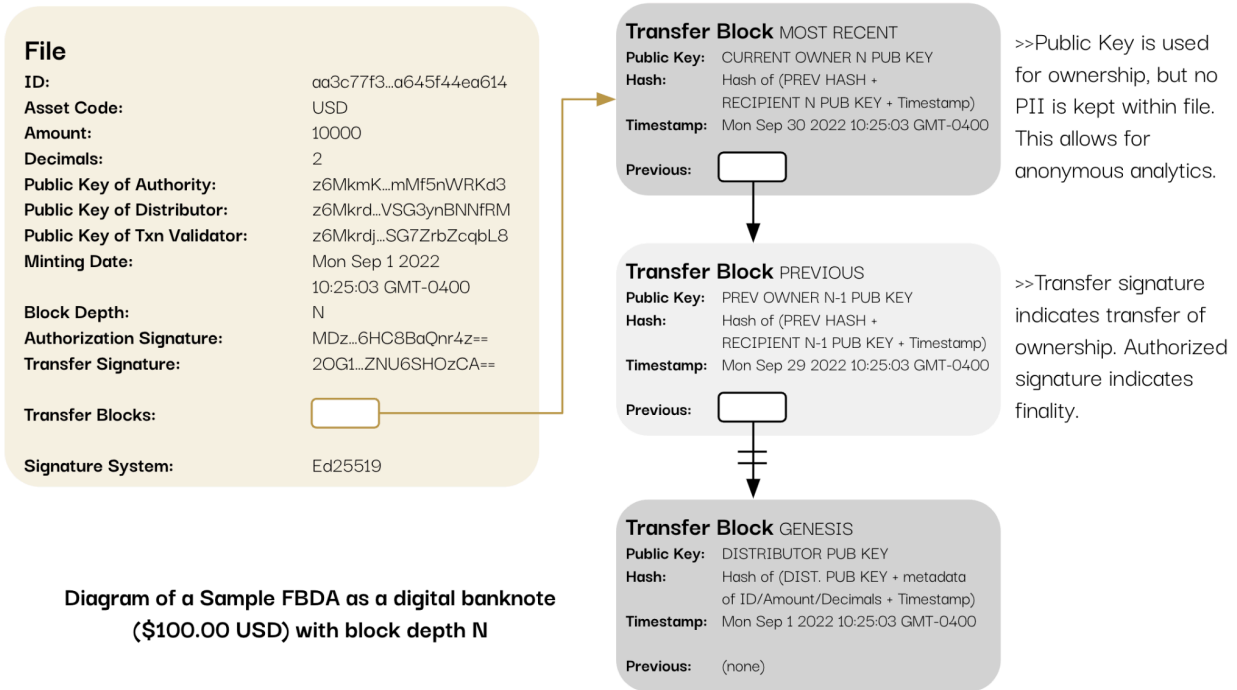 File
ID: aa3c77f3...a645f44ea614
Asset Code: USD
Amount: 10000
Decimals: 2
Public Key of Authority: z6MkmK...mMf5nWRKd3
Public Key of Distributor: z6Mkrd...VSG3ynBNNfRM
Public Key of Txn Validator: z6Mkrdj...SG7ZrbZcqbL8
Minting Date: Mon Sep 1 2022
10:25:03 GMT-0400
Block Depth: N
Authorization Signature: MDz...6HC8BaQnr4z==
Transfer Signature: 2OG1...ZNU6SHOzCA==
Transfer Blocks:
Signature System: Ed25519
Diagram of a Sample FBDA as a digital banknote
($100.00 USD) with block depth N
Transfer Block MOST RECENT
Public Key: CURRENT OWNER N PUB KEY
Hash: Hash of (PREV HASH +
RECIPIENT N PUB KEY + Timestamp)
Timestamp: Mon Sep 30 2022 10:25:03 GMT-0400
Previous:
Transfer Block PREVIOUS
Public Key: PREV OWNER N-1 PUB KEY
Hash: Hash of (PREV HASH +
RECIPIENT N-1 PUB KEY + Timestamp)
Timestamp: Mon Sep 29 2022 10:25:03 GMT-0400
Previous:
Transfer Block GENESIS
Public Key: DISTRIBUTOR PUB KEY
Hash: Hash of (DIST. PUB KEY + metadata
of ID/Amount/Decimals + Timestamp)
Timestamp: Mon Sep 1 2022 10:25:03 GMT-0400
Previous: (none)
>>Public Key is used
for ownership, but no
PII is kept within file.
This allows for
anonymous analytics.
>>Transfer signature
indicates transfer of
ownership. Authorized
signature indicates
finality.